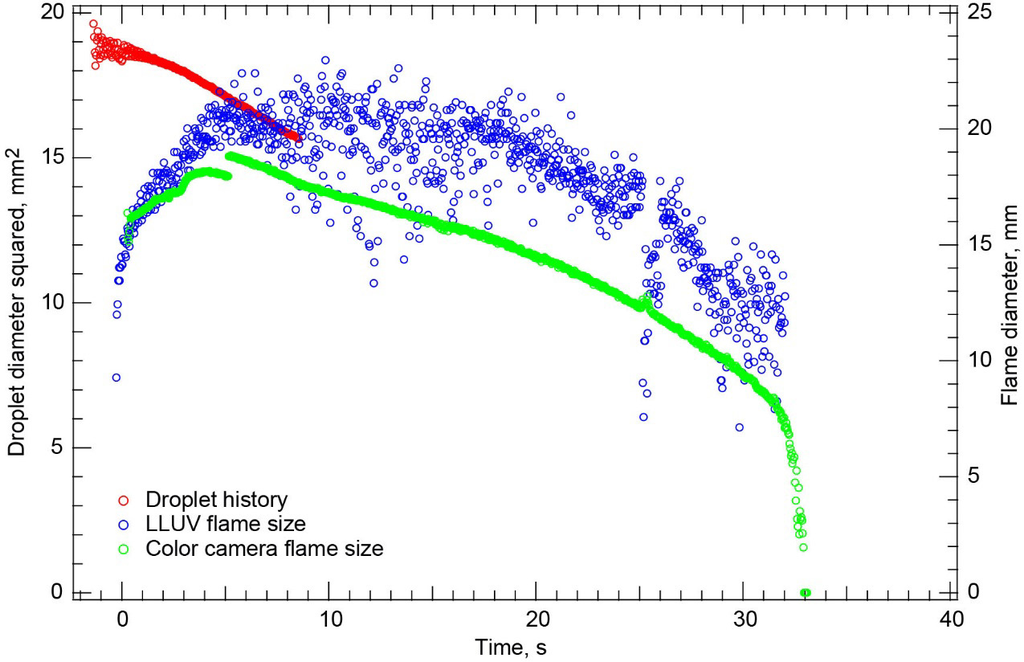 20
15
10
5
0
Droplet diameter squared, mm2
25
20
15
10
5
0
Flame diameter, mm
Droplet history
LLUV flame size
Color camera flame size
0 10 20 30 40
Time, s